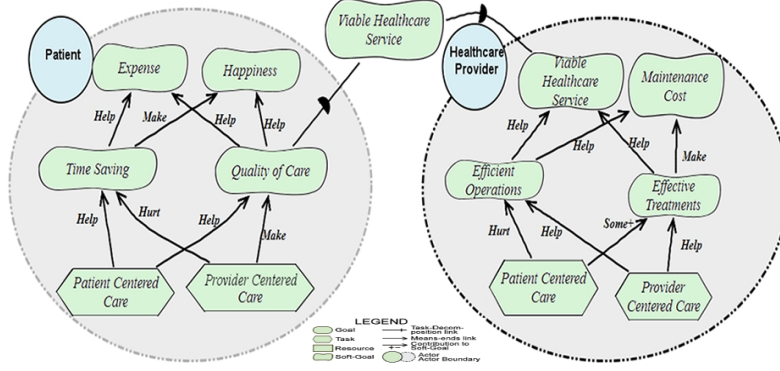 Viable Healthcare
Service
Patient
Expense
Happiness
Help
Make
Help
Help
Time Saving
Quality of Care
Help
Hurt
Help
Make
Patient Centered
Care
Provider Centered
Care
Healthcare
Provider
Viable
Healthcare
Service
Maintenance
Cost
Help
Help
Help
Make
Efficient
Operations
Effective
Treatments
Hurt
Help
Some+
Help
Patient Centered
Care
Provider
Centered Care
LEGEND
Goal
Task
Resource
Soft-Goal
Task-Decom-
position link
Means-ends link
Contribution to
Soft-Goal
Actor
Actor Boundary